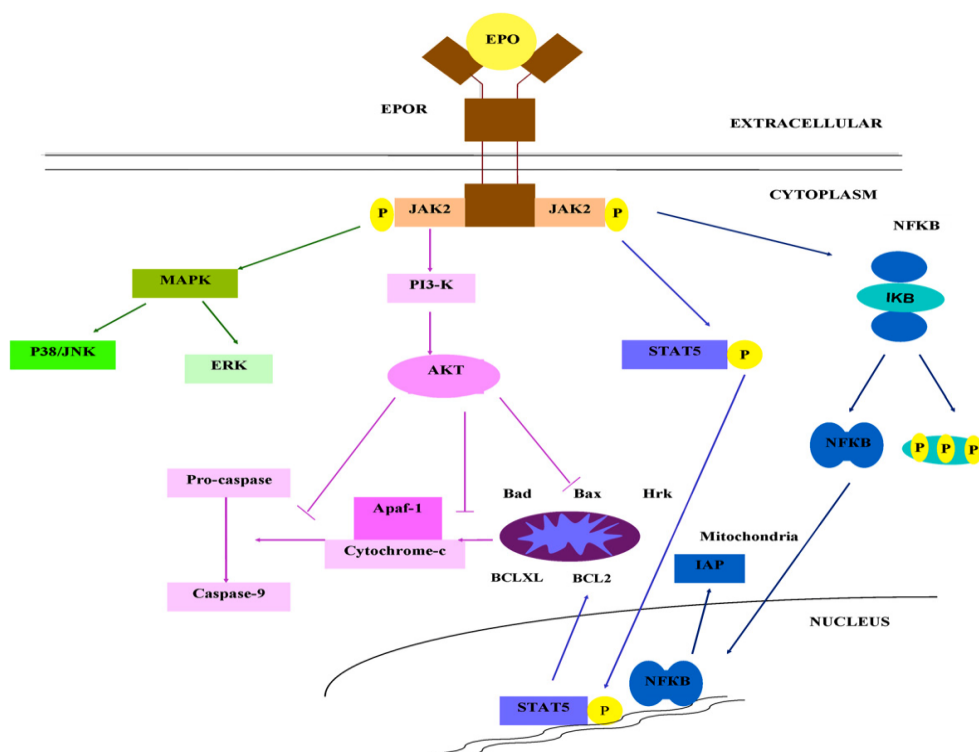 EPO
EPOR
EXTRACELLULAR
CYTOPLASM
P
JAK2
JAK2
P
NFKB
MAPK
PI3-K
IKB
P38/JNK
ERK
AKT
STAT5
P
NFKB
P
P
P
Pro-caspase
Bad
Bax
Hrk
Apaf-1
Cytochrome-c
Mitochondria
IAP
Caspase-9
BCLXL
BCL2
NUCLEUS
NFKB
STAT5
P